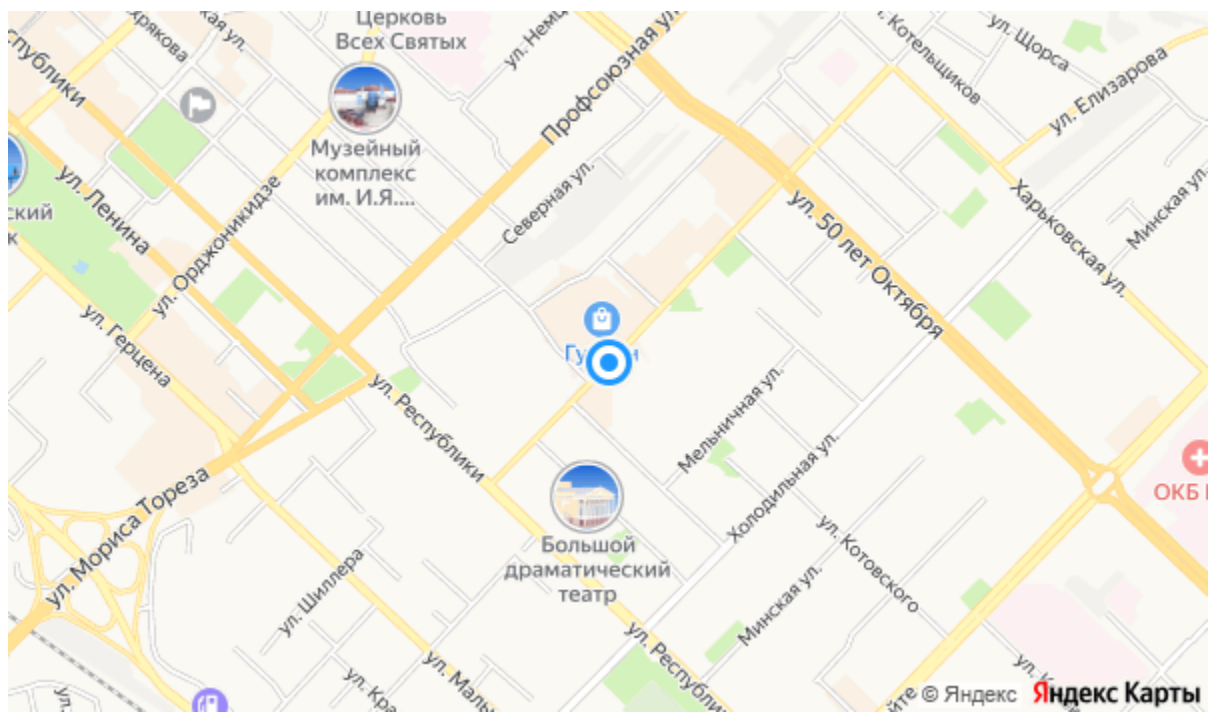 Церковь
Всех Святых
ул. Немц
Профсоюзная ул.
Котельщиков
ул. Щорса
ул. Елизарова
Музейный
комплекс
им. И.Я....
ул. Ленина
ул. Орджоникидзе
Северная ул.
ул. 50 лет Октября
Харьковская ул.
Минская ул.
ул. Герцена
ул. Республики
Мельничная ул.
Холодильная ул.
ул. Мориса Тореза
ОКБ
Большой
драматический
театр
ул. Шиллера
ул. Котовского
Минская ул.
ул. Республики
© Яндекс
Яндекс Карты